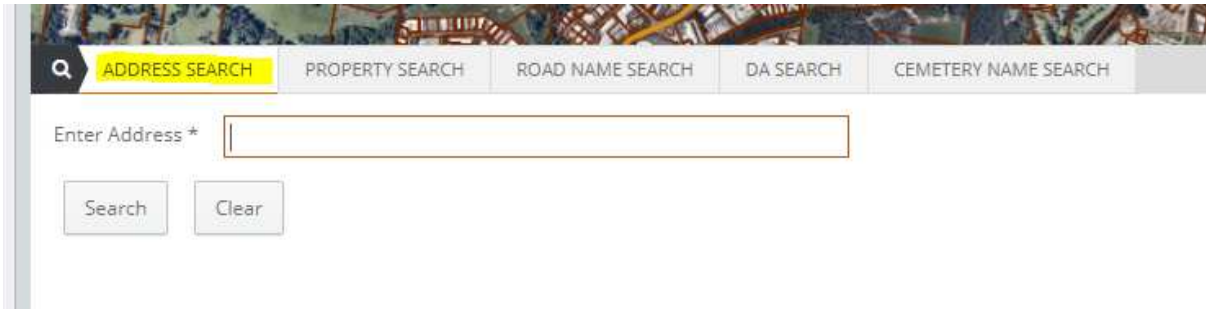 ADDRESS SEARCH PROPERTY SEARCH ROAD NAME SEARCH DA SEARCH CEMETERY NAME SEARCH
Enter Address *
Search Clear